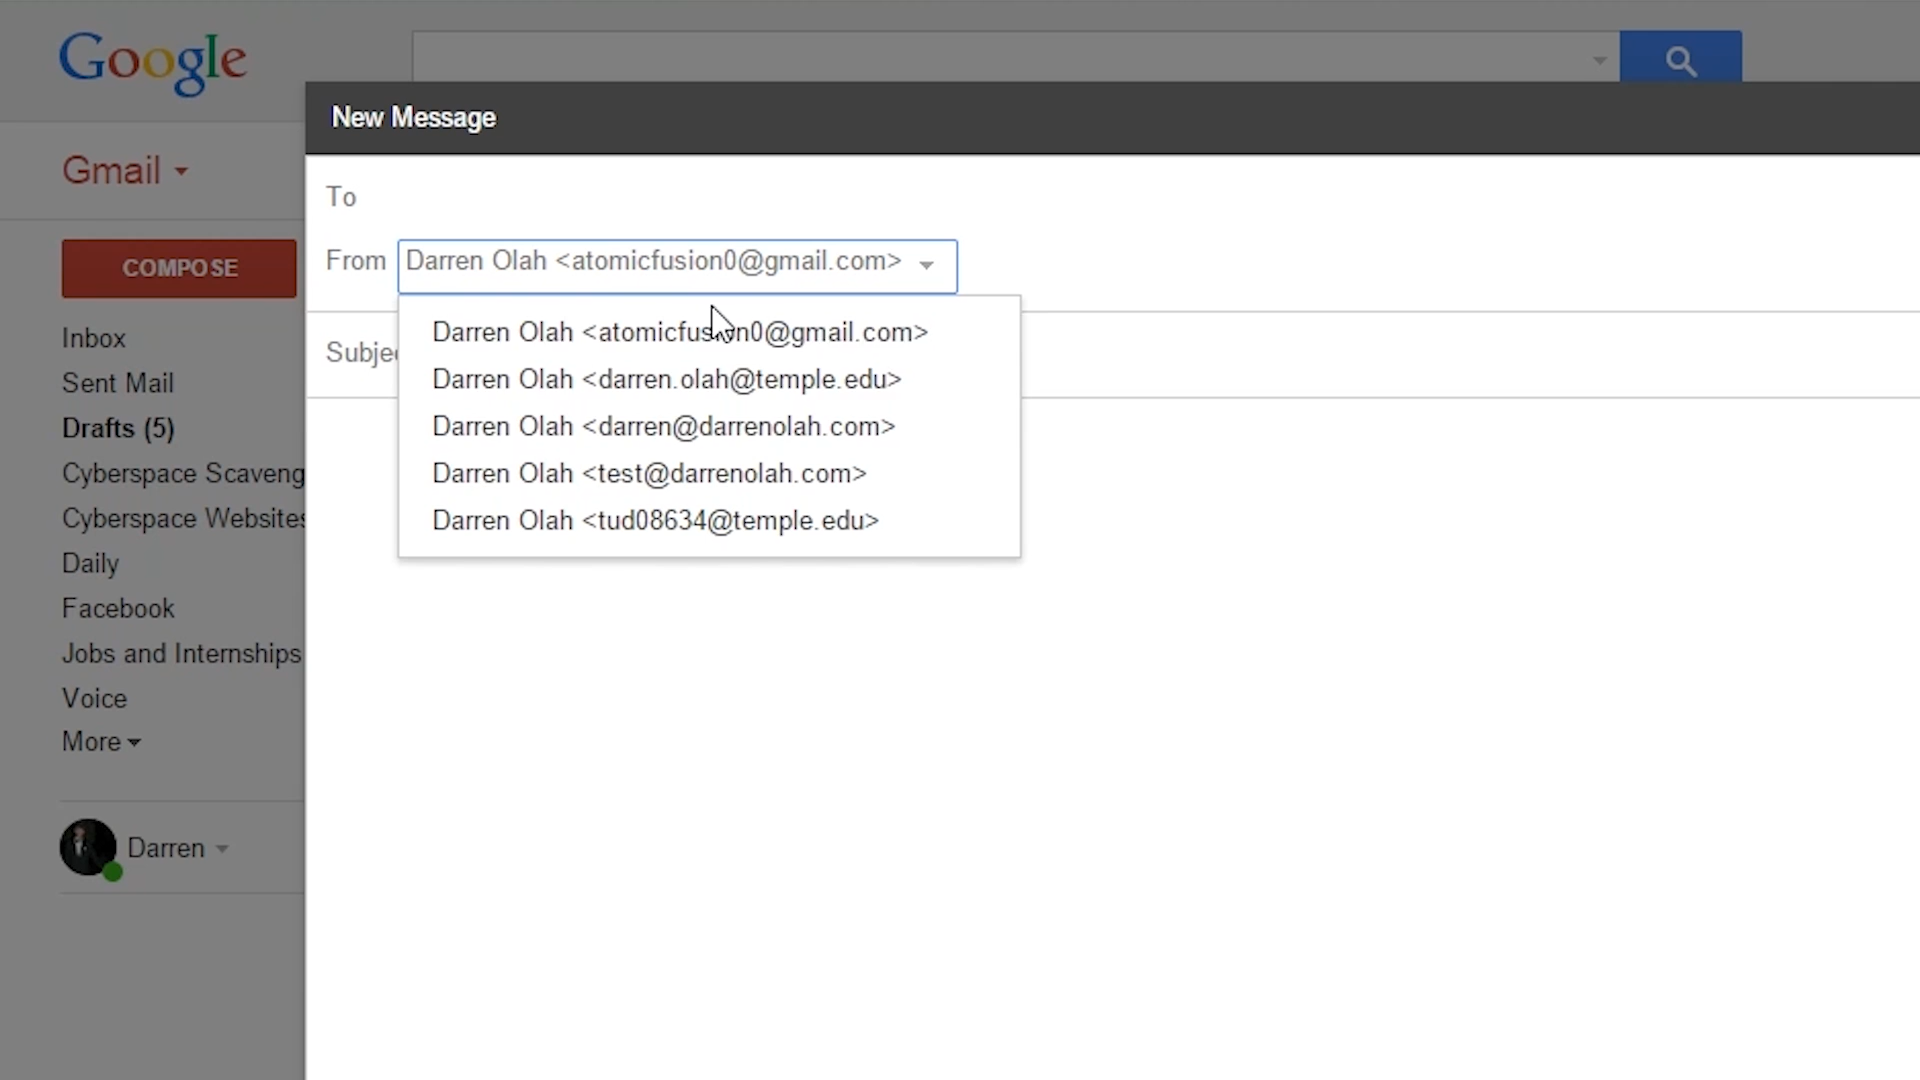 Google
New Message
Gmail
To
From Darren Olah <atomicfusion0@gmail.com>
COMPOSE
Darren Olah <atomicfusion0@gmail.com>
Darren Olah <darren.olah@temple.edu>
Darren Olah <darren@darrenolah.com>
Darren Olah <test@darrenolah.com>
Darren Olah <tud08634@temple.edu>
Subje
Inbox
Sent Mail
Drafts (5)
Cyberspace Scaveng
Cyberspace Websites
Daily
Facebook
Jobs and Internships
Voice
More
Darren